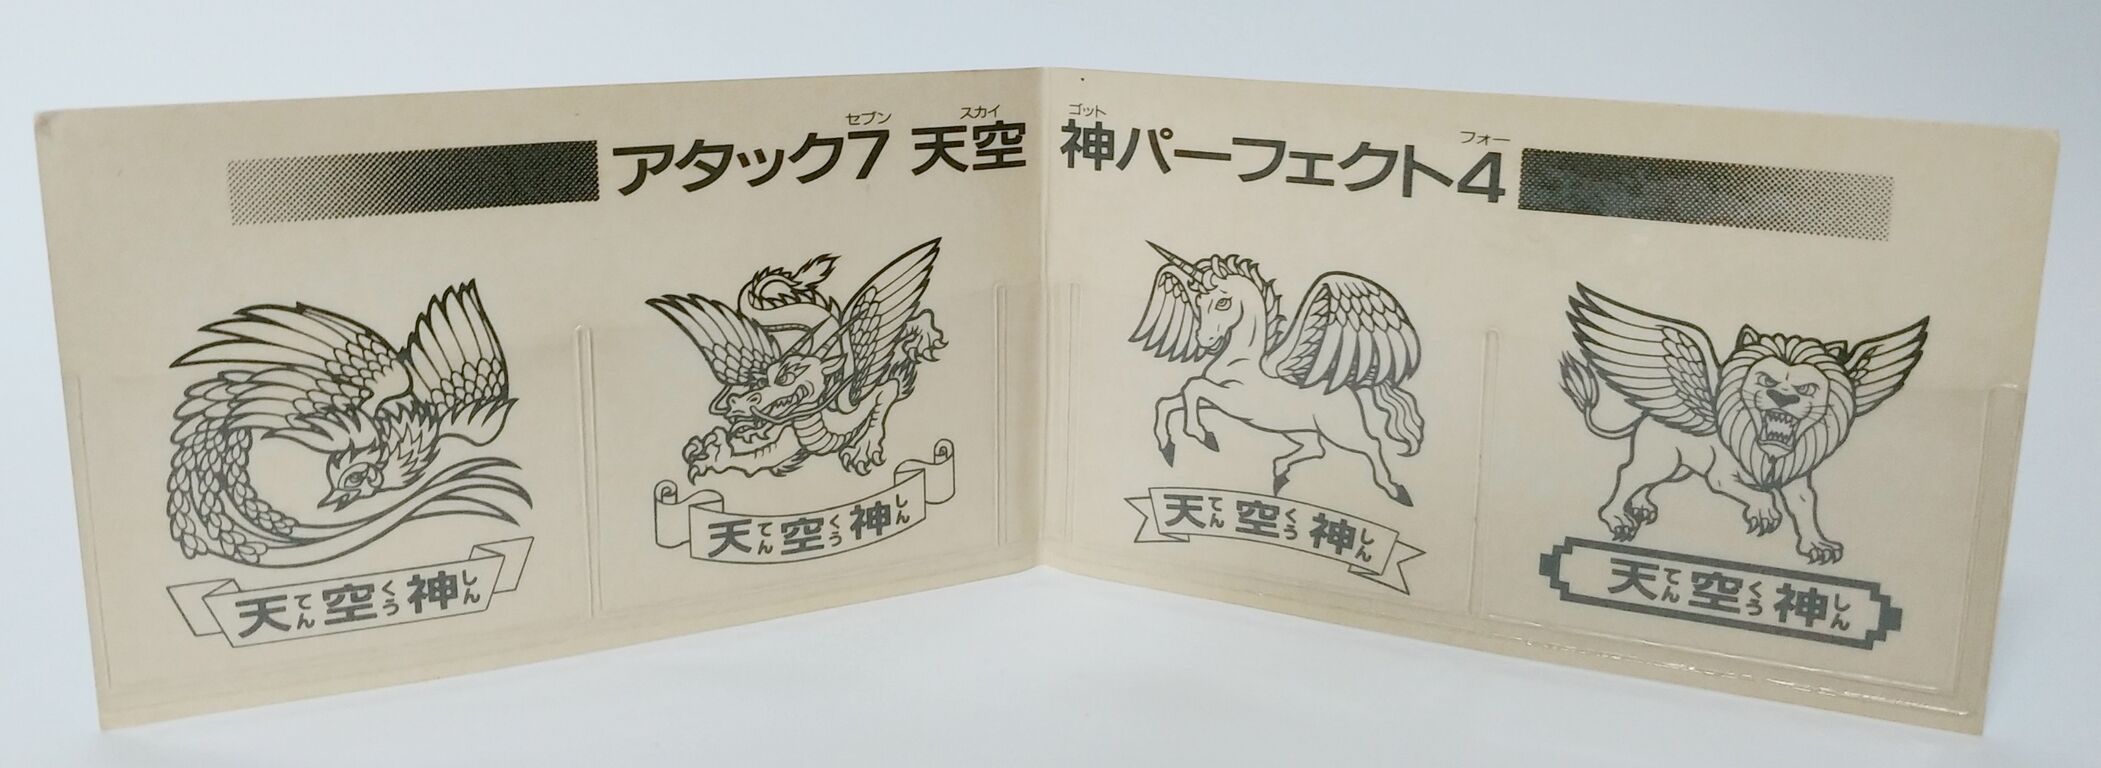 セブン スカイ ゴット フォー
アタック7 天空 神パーフェクト4
天てん空くう神しん
天てん空くう神しん
天てん空くう神しん
天てん空くう神しん